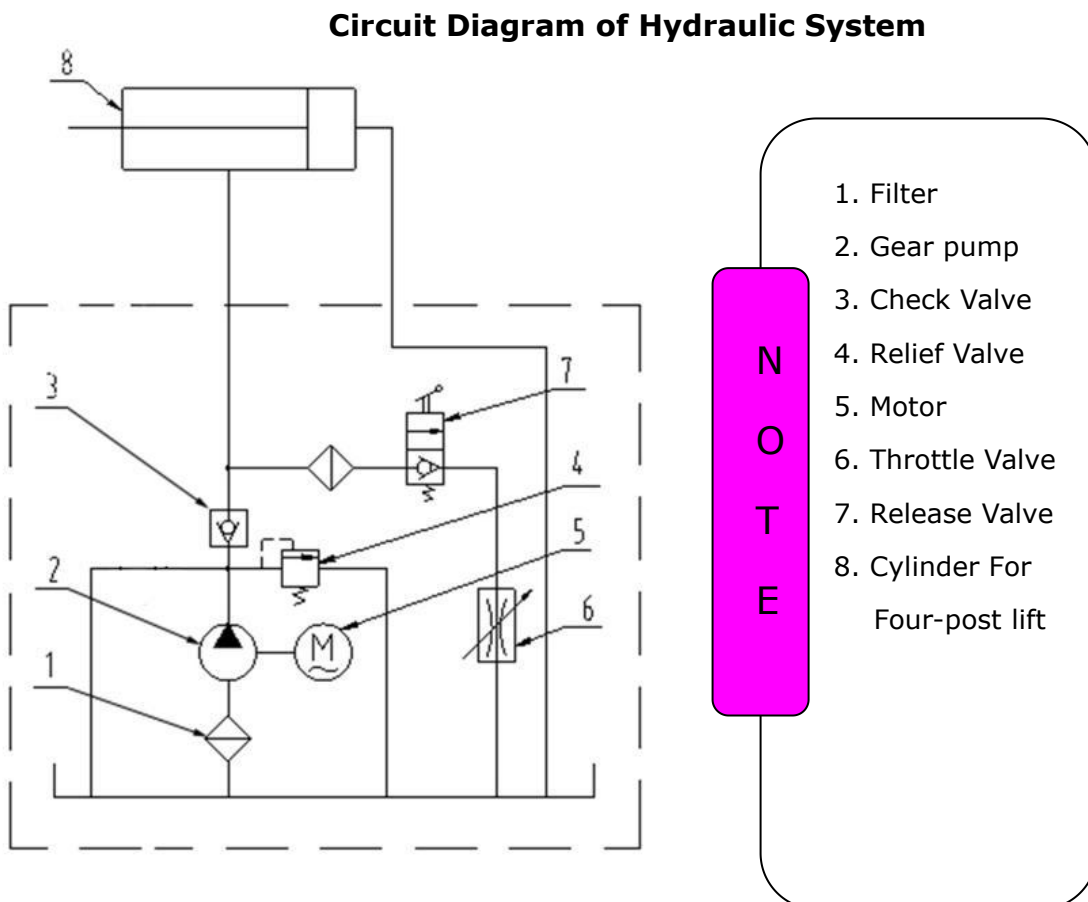 Circuit Diagram of Hydraulic System
8
3
7
4
5
2
6
1
M
N
O
T
E
1. Filter
2. Gear pump
3. Check Valve
4. Relief Valve
5. Motor
6. Throttle Valve
7. Release Valve
8. Cylinder For
Four-post lift